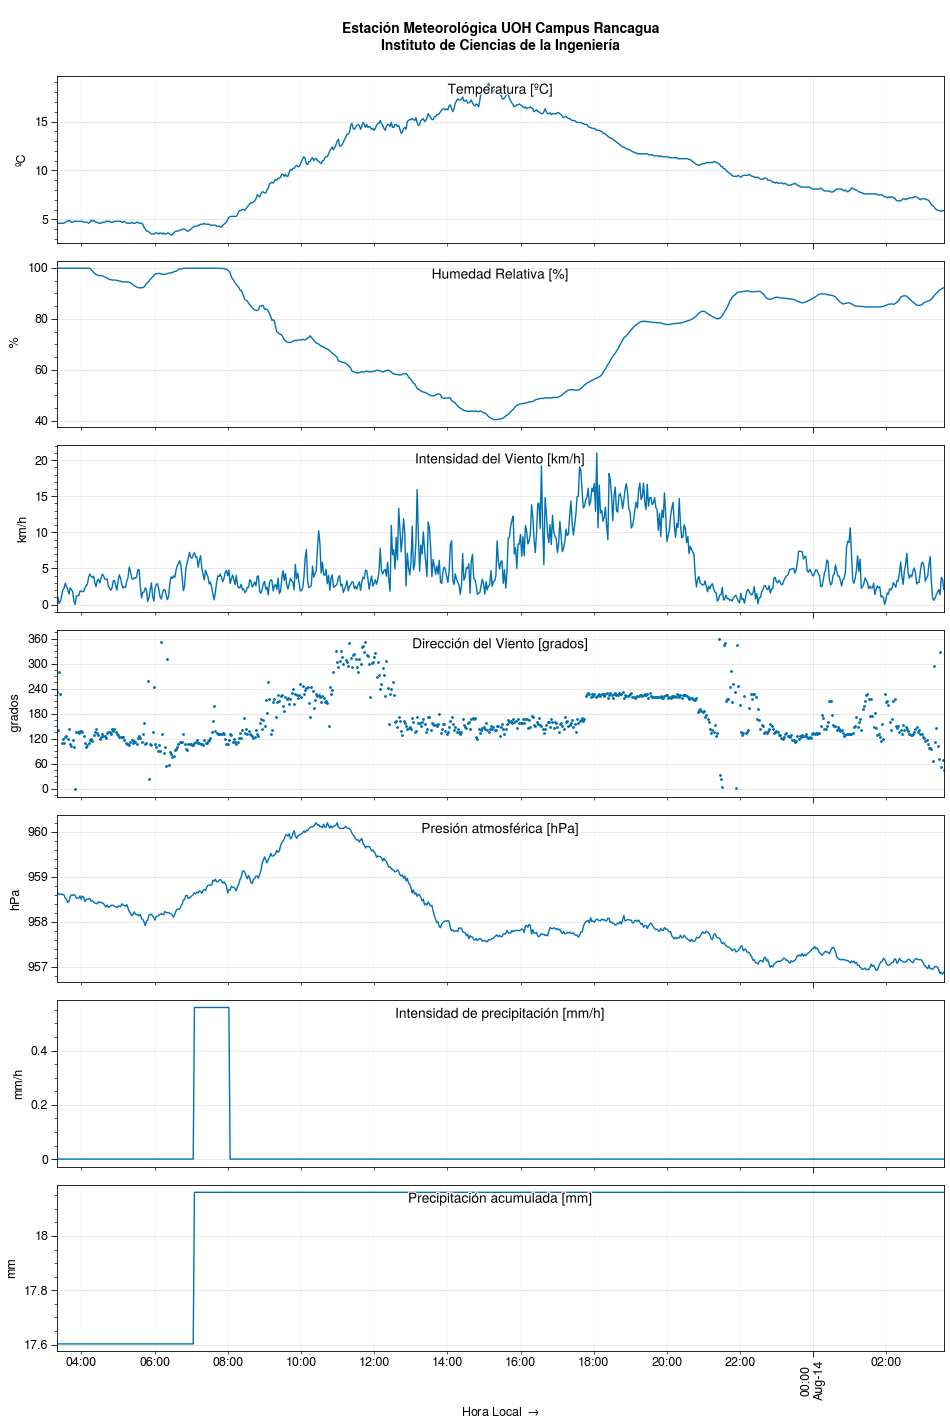 Estación Meteorológica UOH Campus Rancagua
Instituto de Ciencias de la Ingeniería
Temperatura [ºC]
15
10
5
ºC
Humedad Relativa [%]
100
80
60
40
%
Intensidad del Viento [km/h]
20
15
10
5
0
km/h
Dirección del Viento [grados]
360
300
240
180
120
60
0
grados
Presión atmosférica [hPa]
960
959
958
957
hPa
Intensidad de precipitación [mm/h]
0.4
0.2
0
mm/h
Precipitación acumulada [mm]
18
17.8
17.6
mm
04:00 06:00 08:00 10:00 12:00 14:00 16:00 18:00 20:00 22:00 00:00 02:00
Aug-14
Hora Local →